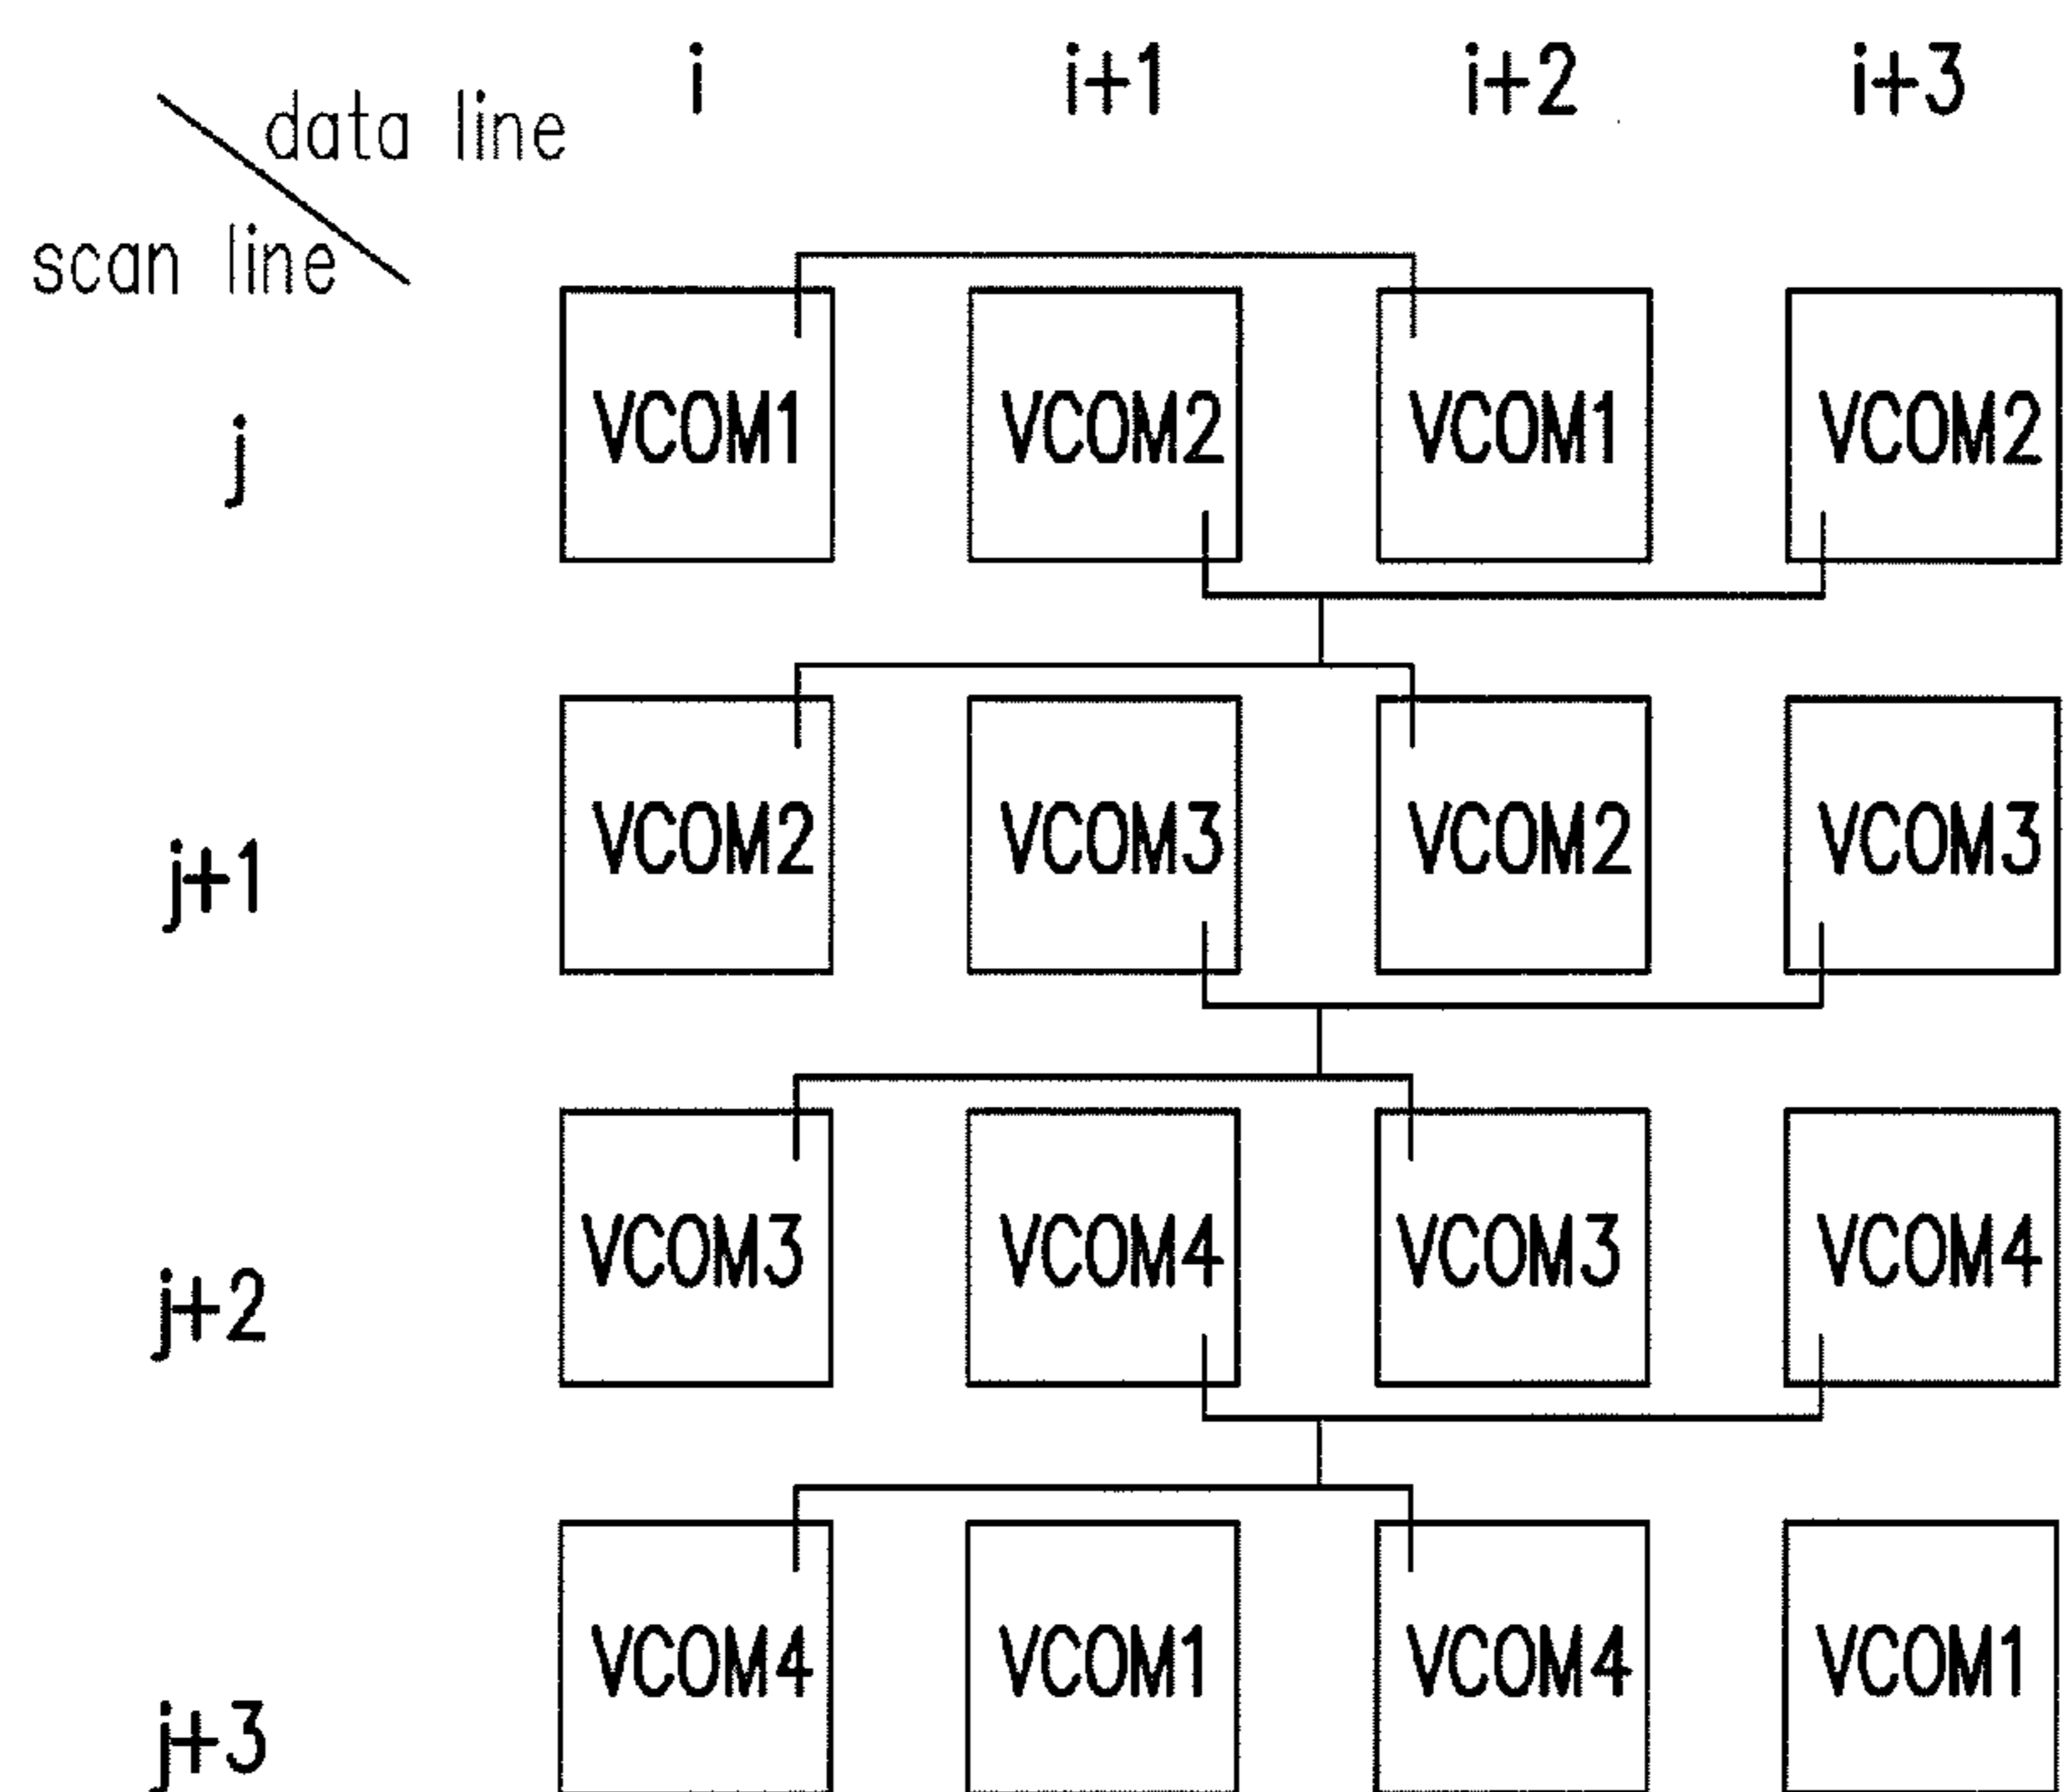 i i+1 i+2 i+3
data line
scan line
j VCOM1 VCOM2 VCOM1 VCOM2
j+1 VCOM2 VCOM3 VCOM2 VCOM3
j+2 VCOM3 VCOM4 VCOM3 VCOM4
j+3 VCOM4 VCOM1 VCOM4 VCOM1